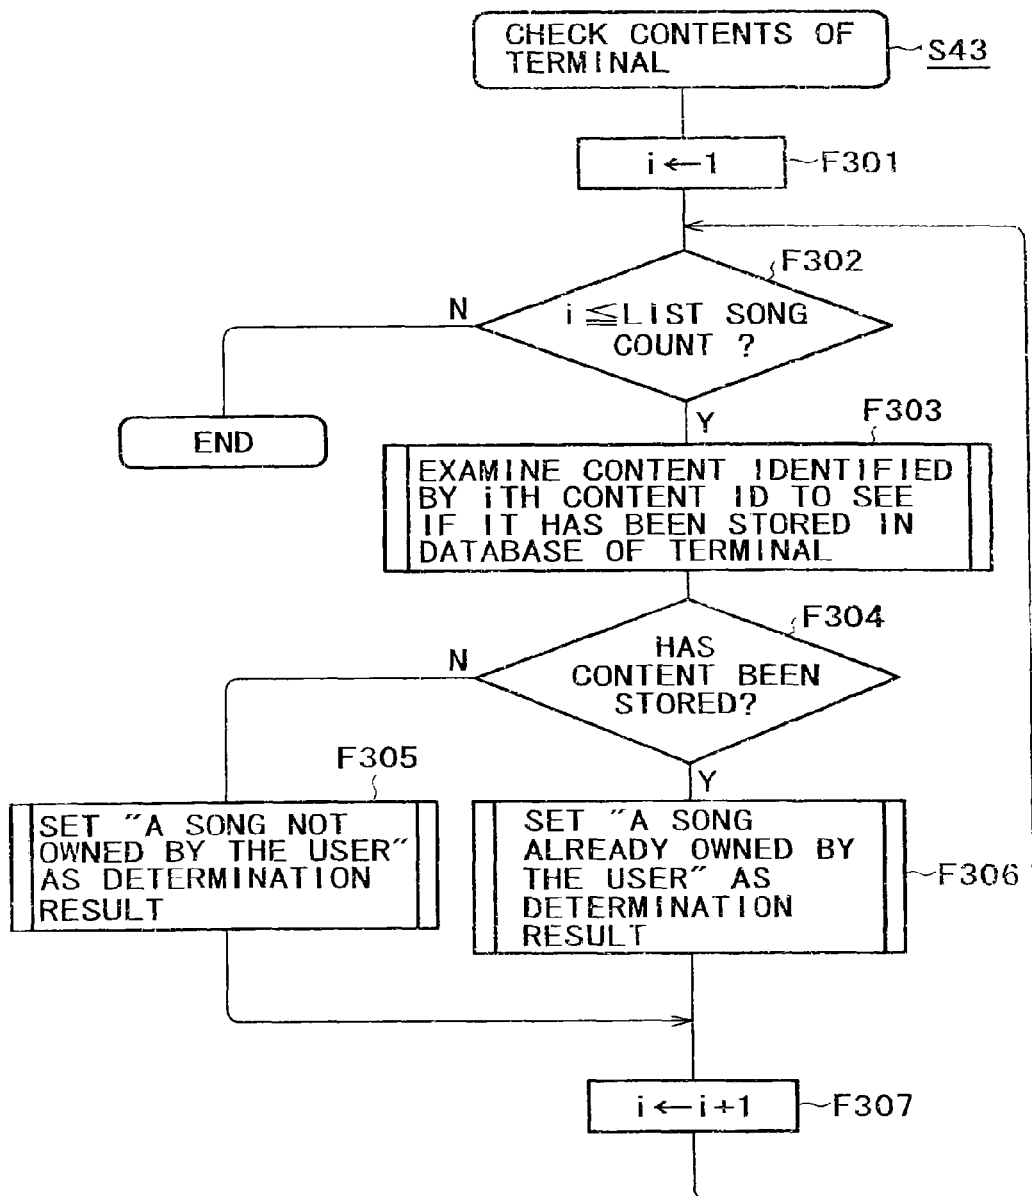 CHECK CONTENTS OF
TERMINAL
S43
i←1
F301
F302
N
i≦LIST SONG
COUNT ?
END
Y
F303
EXAMINE CONTENT IDENTIFIED
BY iTH CONTENT ID TO SEE
IF IT HAS BEEN STORED IN
DATABASE OF TERMINAL
F304
N
HAS
CONTENT BEEN
STORED?
F305
Y
SET "A SONG NOT
OWNED BY THE USER"
AS DETERMINATION
RESULT
SET "A SONG
ALREADY OWNED BY
THE USER" AS
DETERMINATION
RESULT
F306
i←i+1
F307